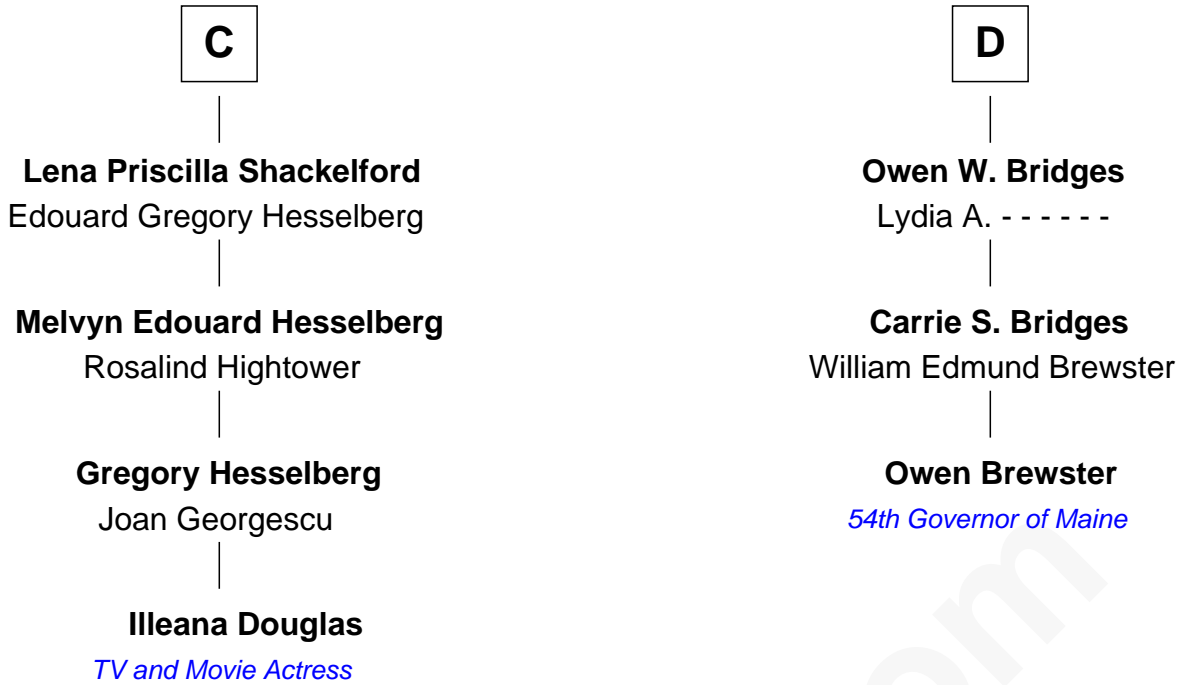 C
Lena Priscilla Shackelford
Edouard Gregory Hesselberg
Melvyn Edouard Hesselberg
Rosalind Hightower
Gregory Hesselberg
Joan Georgescu
Illeana Douglas
TV and Movie Actress
D
Owen W. Bridges
Lydia A. - - - - - -
Carrie S. Bridges
William Edmund Brewster
Owen Brewster
54th Governor of Maine
om